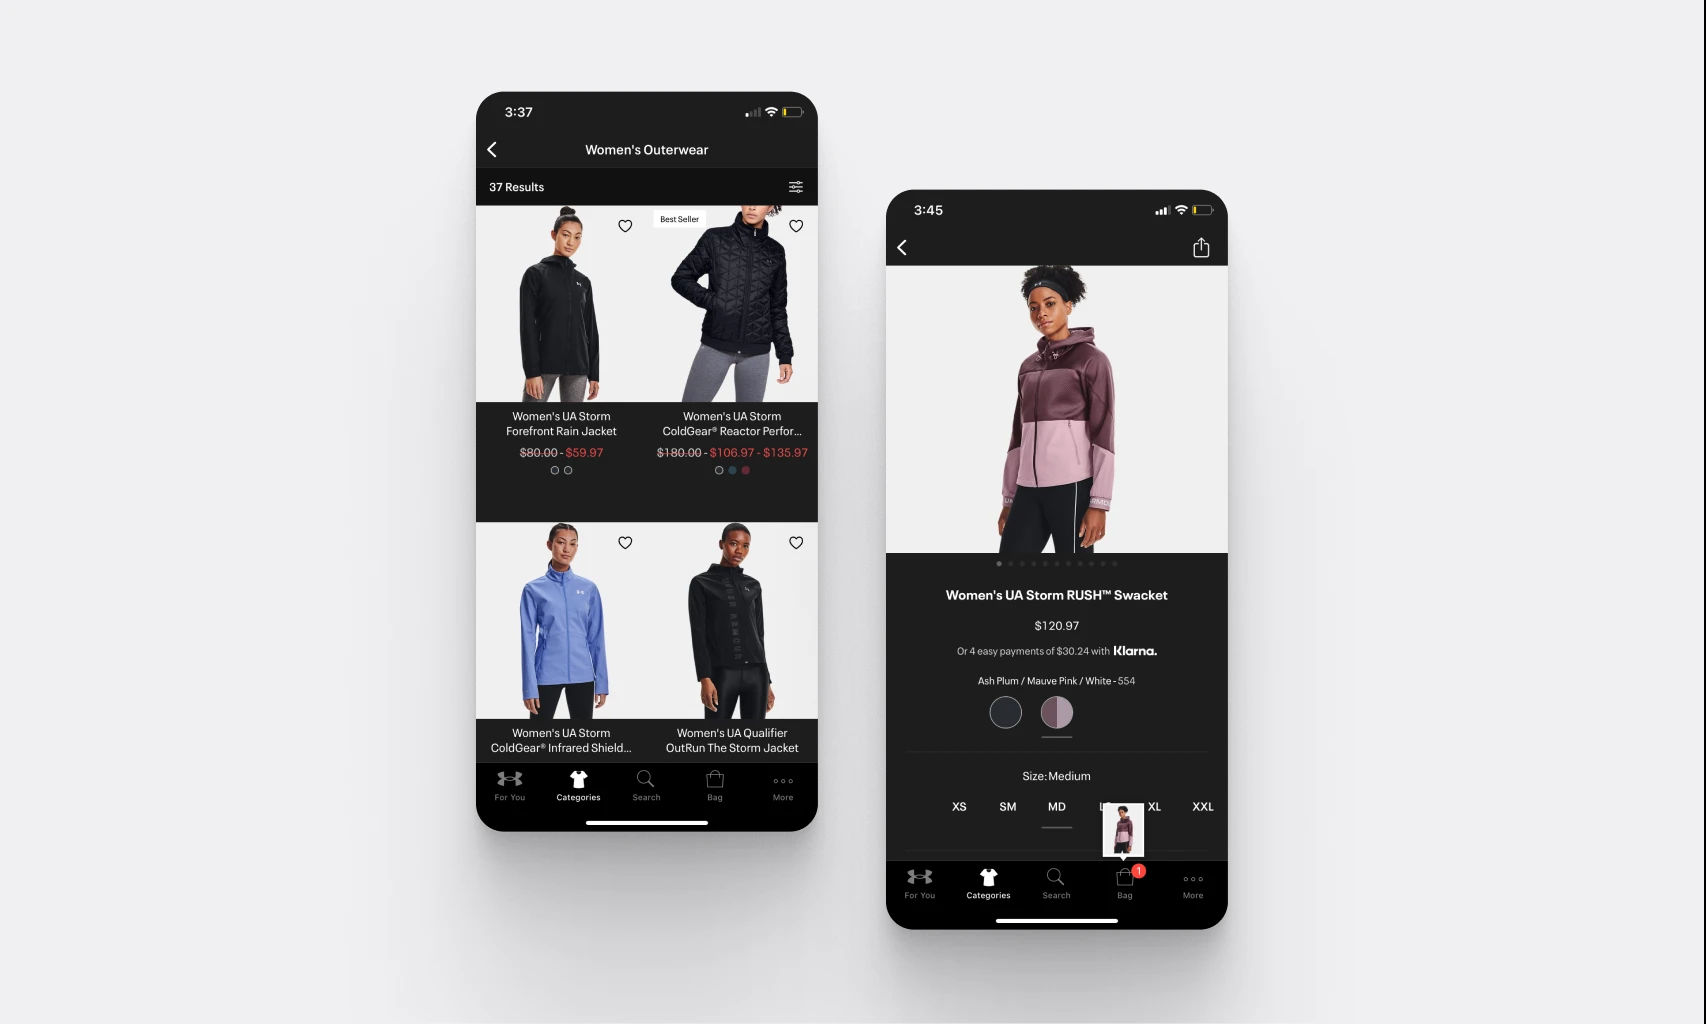 3:37
Women's Outerwear
37 Results
Best Seller
Women's UA Storm
Forefront Rain Jacket
$80.00 - $59.97
Women's UA Storm
ColdGear® Reactor Perfor...
$180.00 - $106.97 - $135.97
Women's UA Storm
ColdGear® Infrared Shield...
Women's UA Qualifier
OutRun The Storm Jacket
For You
Categories
Search
Bag
More
3:45
Women's UA Storm RUSH™ Swacket
$120.97
Or 4 easy payments of $30.24 with Klarna.
Ash Plum / Mauve Pink / White - 554
Size: Medium
XS SM MD XL XXL
1
For You
Categories
Search
Bag
More